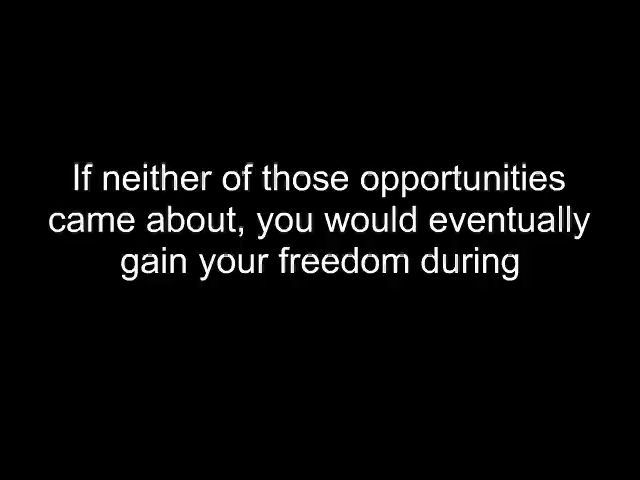 If neither of those opportunities
came about, you would eventually
gain your freedom during